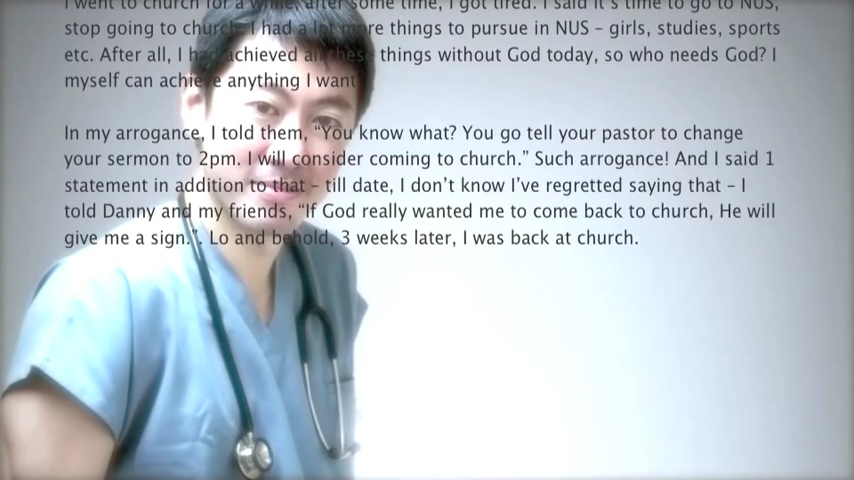 I went to church for a while, after some time, I got tired. I said it's time to go to NUS,
stop going to church. I had a lot more things to pursue in NUS – girls, studies, sports
etc. After all, I have achieved all these things without God today, so who needs God? I
myself can achieve anything I want
In my arrogance, I told them, “You know what? You go tell your pastor to change
your sermon to 2pm. I will consider coming to church.” Such arrogance! And I said 1
statement in addition to that – till date, I don’t know I’ve regretted saying that – I
told Danny and my friends, “If God really wanted me to come back to church, He will
give me a sign.”. Lo and behold, 3 weeks later, I was back at church.